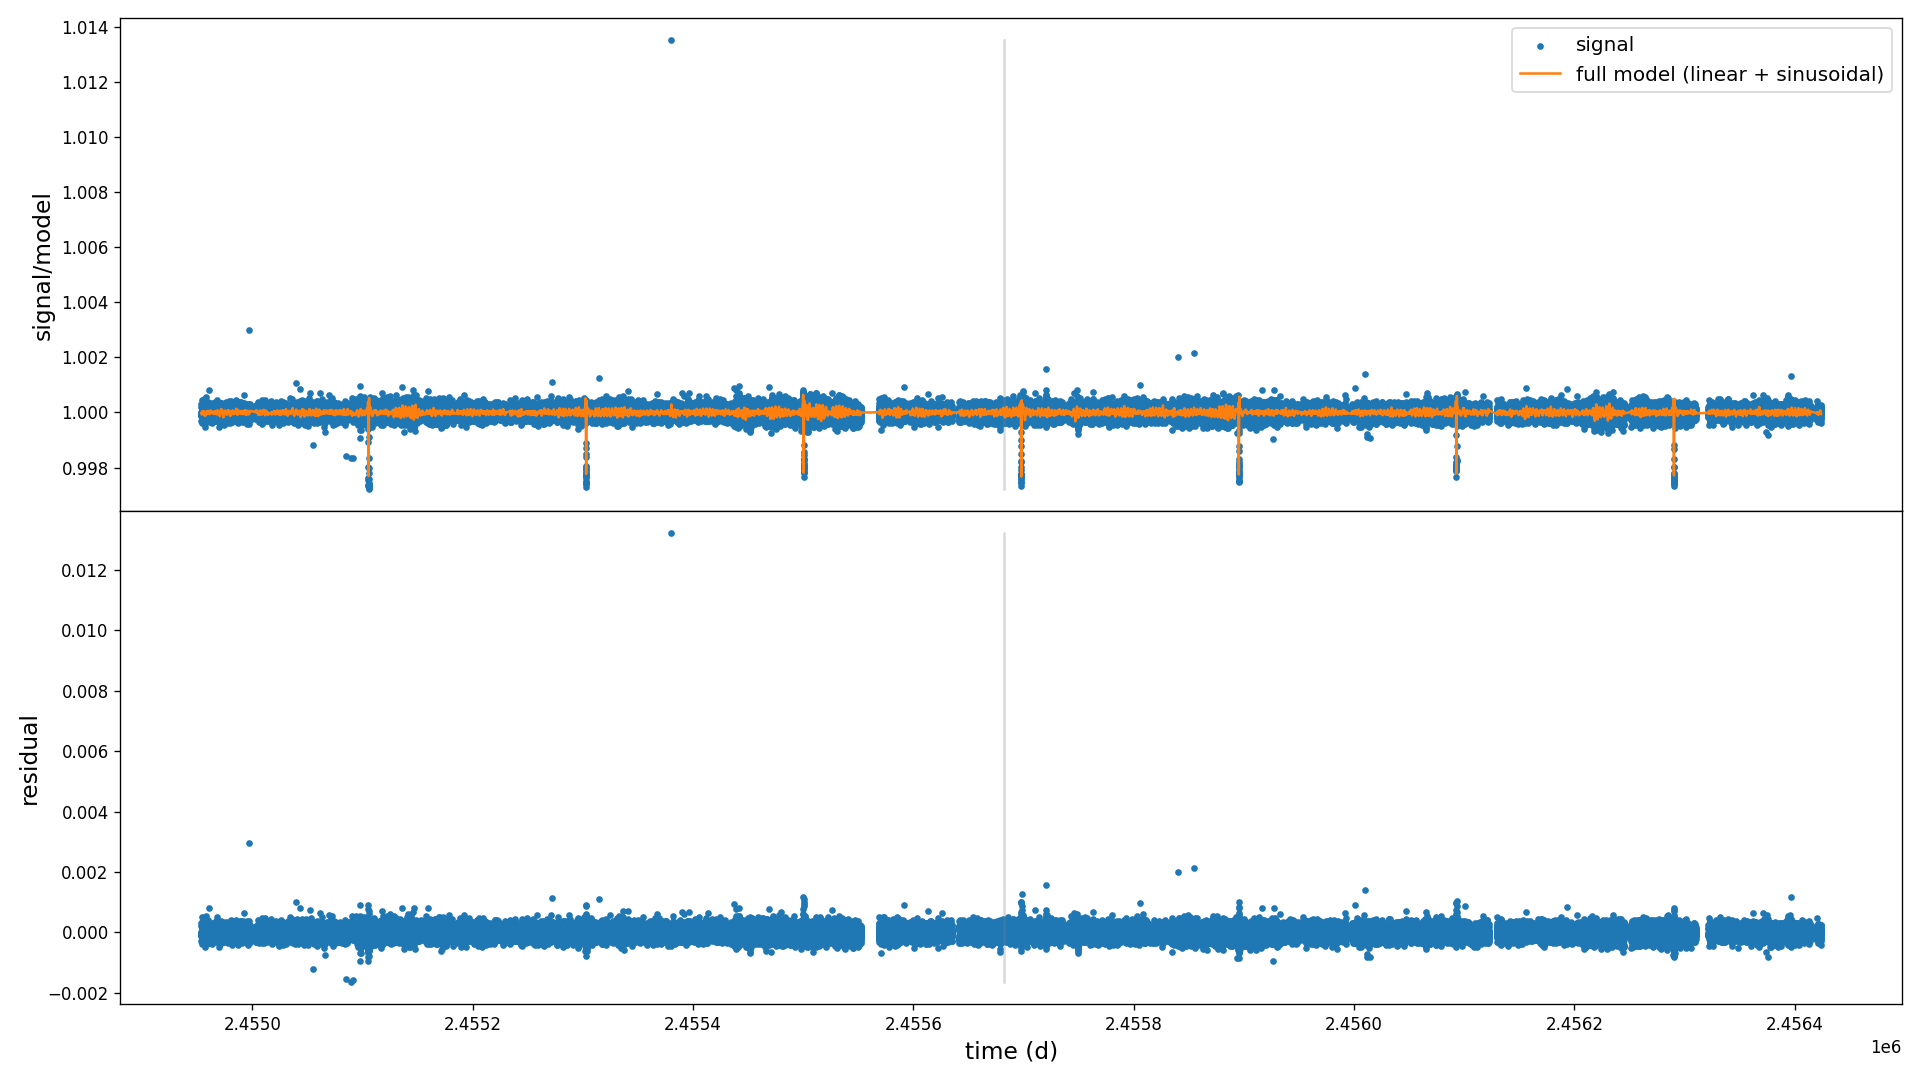 1.014
1.012
1.010
1.008
1.006
1.004
1.002
1.000
0.998
signal/model
signal
full model (linear + sinusoidal)
0.012
0.010
0.008
0.006
0.004
0.002
0.000
−0.002
residual
2.4550 2.4552 2.4554 2.4556 2.4558 2.4560 2.4562 2.4564
1e6
time (d)